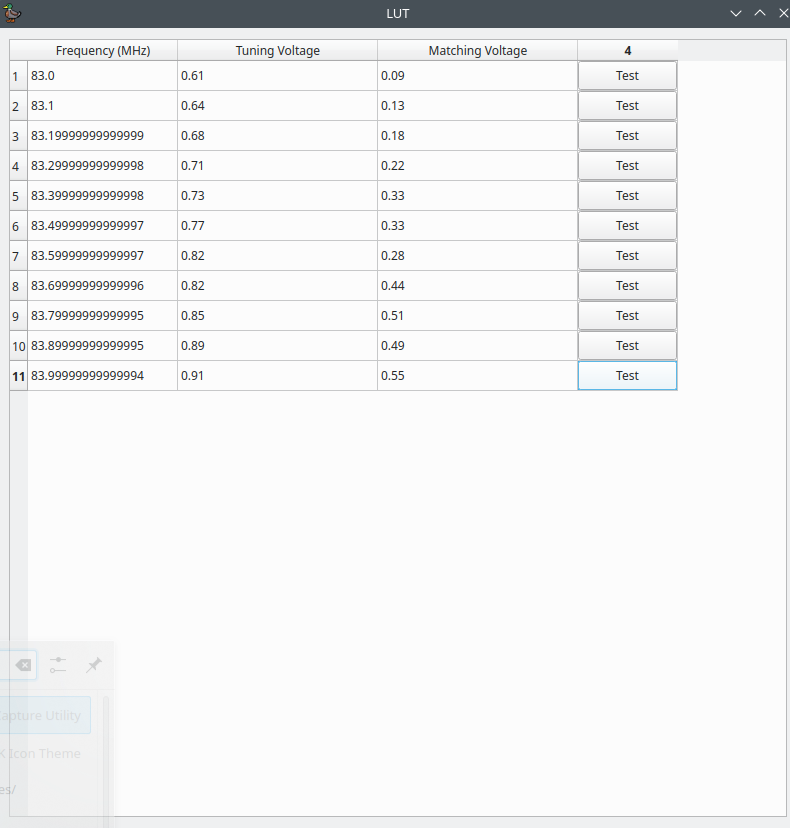 LUT
Frequency (MHz) Tuning Voltage Matching Voltage 4
1 83.0 0.61 0.09 Test
2 83.1 0.64 0.13 Test
3 83.19999999999999 0.68 0.18 Test
4 83.29999999999998 0.71 0.22 Test
5 83.39999999999998 0.73 0.33 Test
6 83.49999999999997 0.77 0.33 Test
7 83.59999999999997 0.82 0.28 Test
8 83.69999999999996 0.82 0.44 Test
9 83.79999999999995 0.85 0.51 Test
10 83.89999999999995 0.89 0.49 Test
11 83.99999999999994 0.91 0.55 Test
apture Utility
K Icon Theme
es/